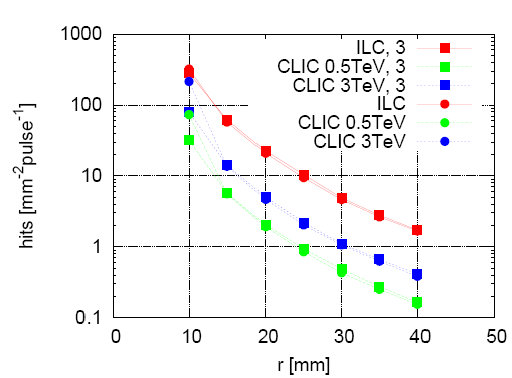 1000
100
10
1
0.1
hits [mm-2pulse-1]
ILC, 3
CLIC 0.5TeV, 3
CLIC 3TeV, 3
ILC
CLIC 0.5TeV
CLIC 3TeV
0 10 20 30 40 50
r [mm]